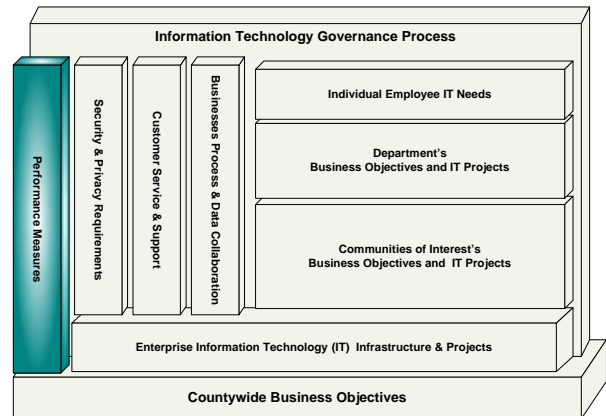 Information Technology Governance Process
Performance Measures
Security & Privacy Requirements
Customer Service & Support
Businesses Process & Data Collaboration
Individual Employee IT Needs
Department's
Business Objectives and IT Projects
Communities of Interest's
Business Objectives and IT Projects
Enterprise Information Technology (IT) Infrastructure & Projects
Countywide Business Objectives